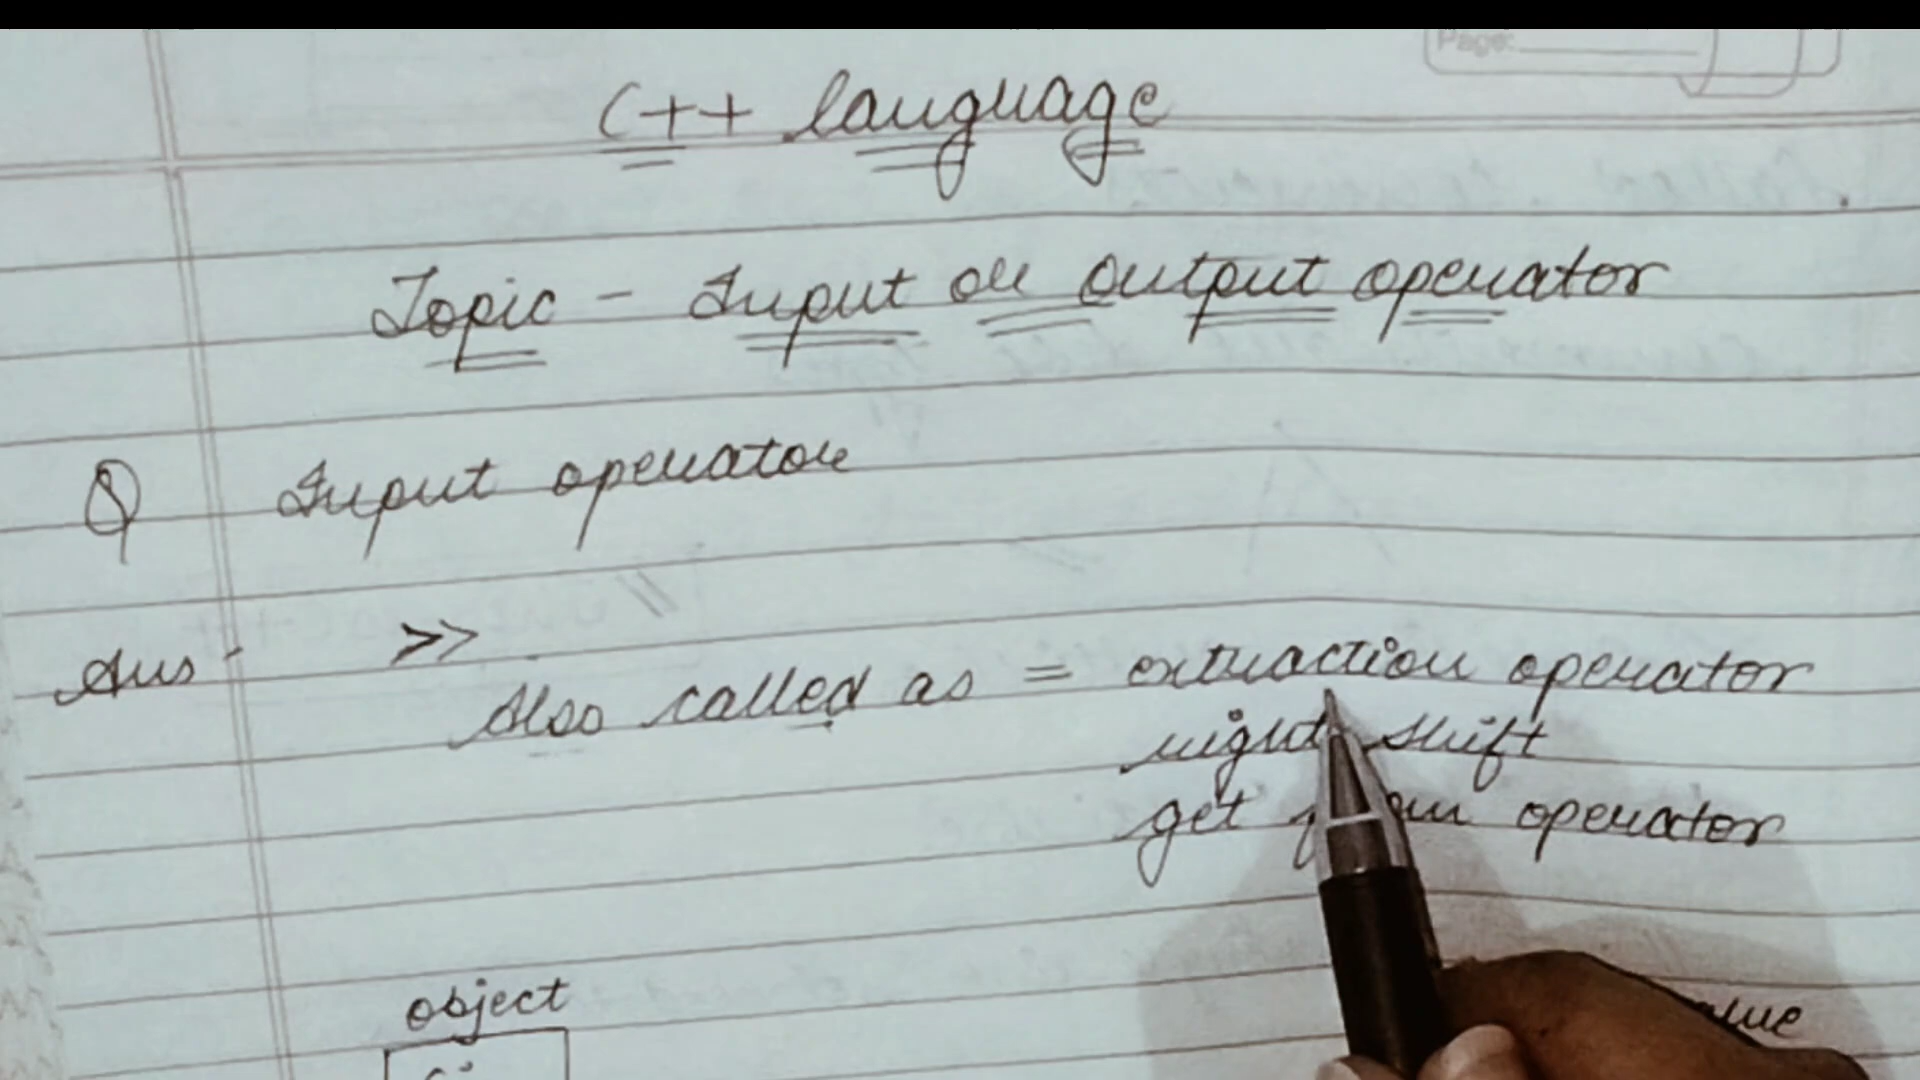 Page:
C++ language
Topic - Input or output operator
Q Input operator
Ans - >>
Also called as = extraction operator
right shift
get from operator
object